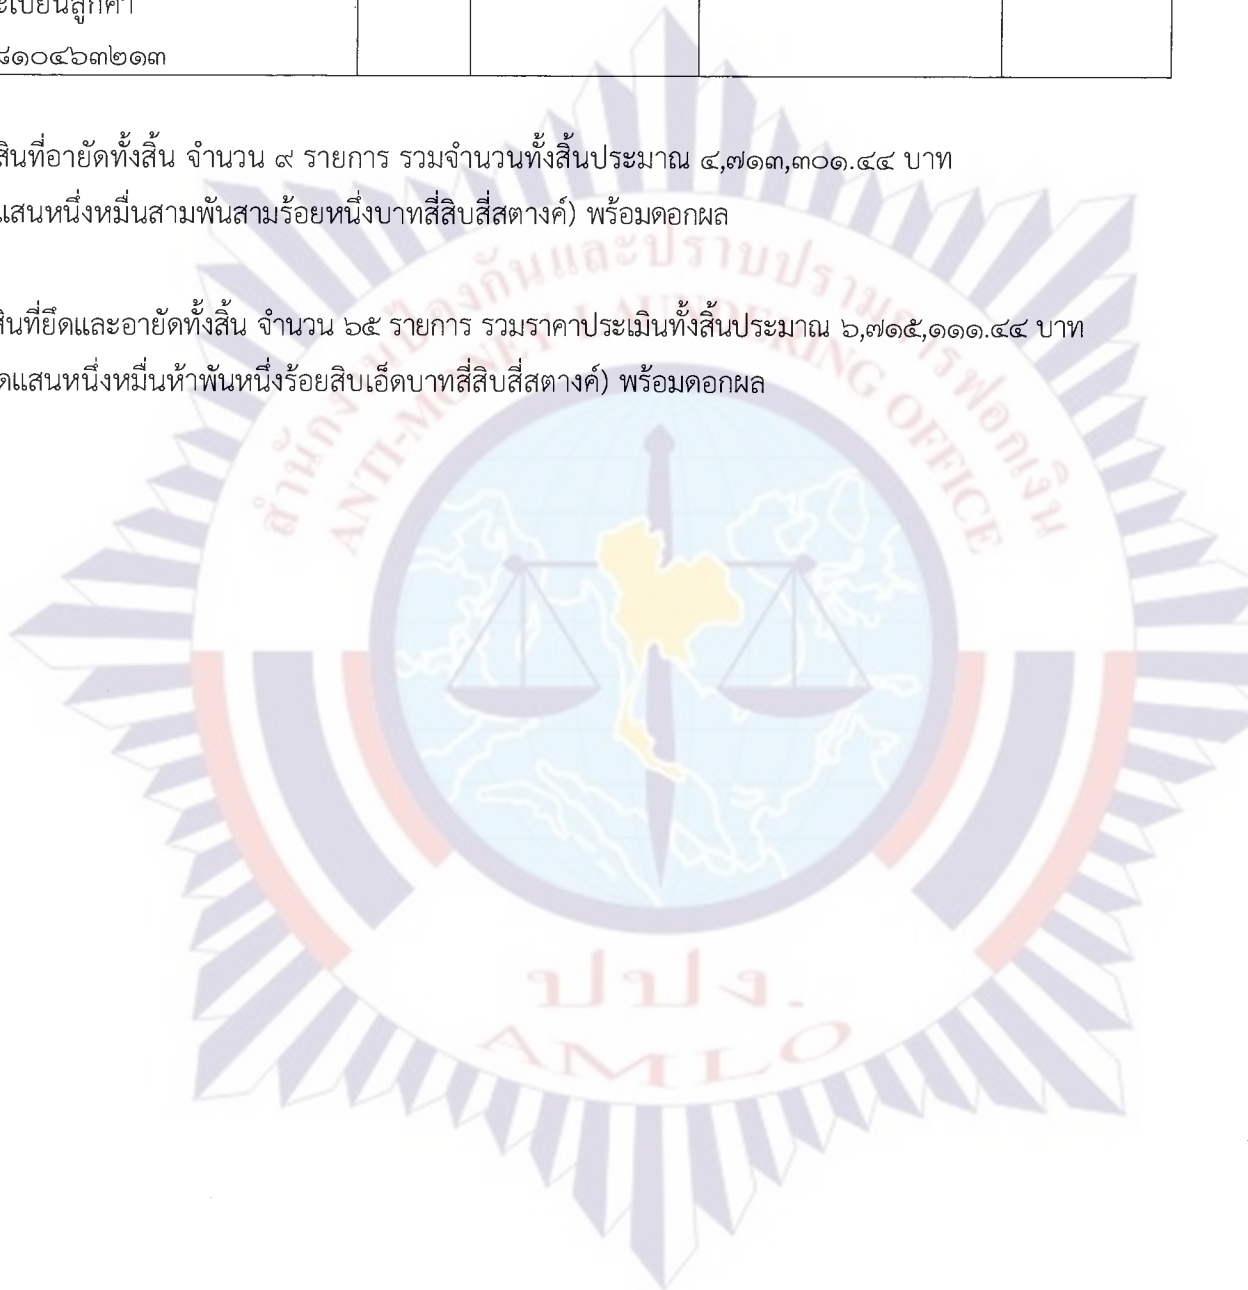 ะเบียนลูกค้า
๘๑๐๔๖๓๒๑๓
สินที่อายัดทั้งสิ้น จำนวน ๙ รายการ รวมจำนวนทั้งสิ้นประมาณ ๔,๗๑๓,๓๐๑.๔๔ บาท
แสนหนึ่งหมื่นสามพันสามร้อยหนึ่งบาทสี่สิบสี่สตางค์) พร้อมดอกผล
สินที่ยึดและอายัดทั้งสิ้น จำนวน ๖๕ รายการ รวมราคาประเมินทั้งสิ้นประมาณ ๖,๗๑๕,๑๑๑.๔๔ บาท
ดแสนหนึ่งหมื่นห้าพันหนึ่งร้อยสิบเอ็ดบาทสี่สิบสี่สตางค์) พร้อมดอกผล
สำนักงานป้องกันและปราบปรามการฟอกเงิน
ANTI-MONEY LAUNDERING OFFICE
ปปง.
AMLO